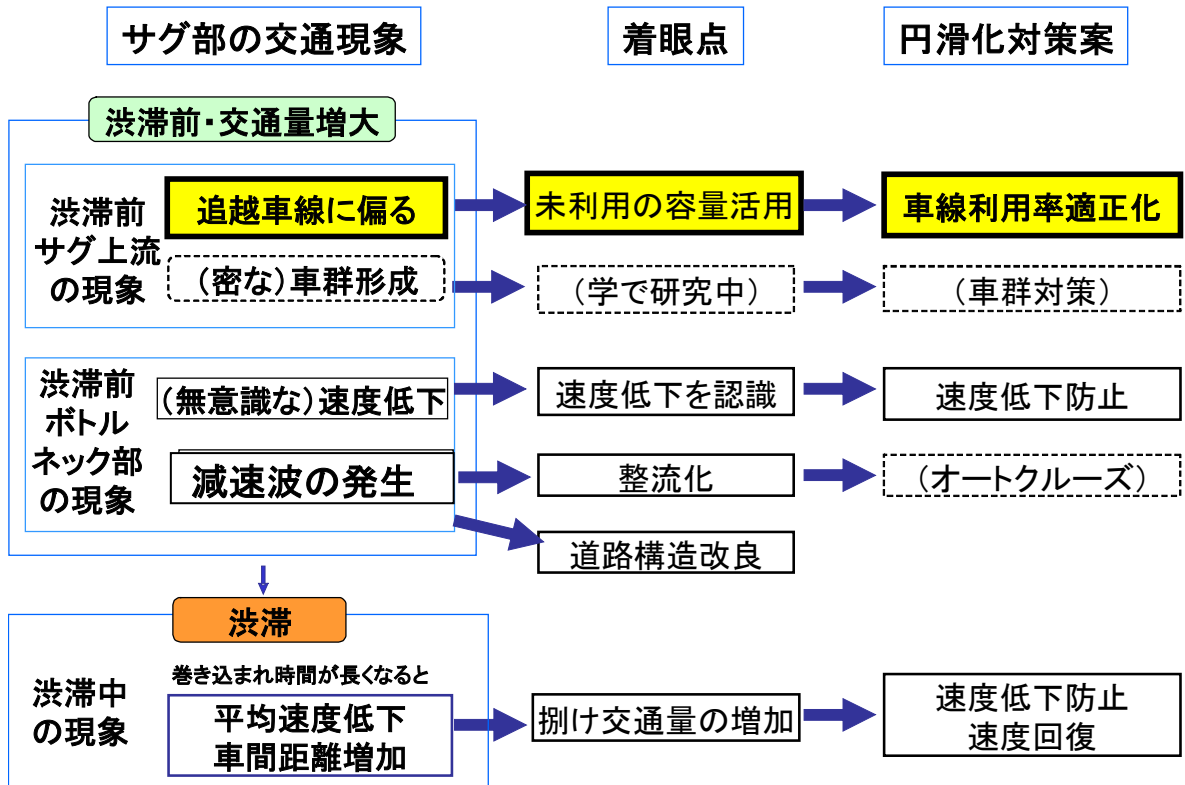 サグ部の交通現象
着眼点
円滑化対策案
渋滞前・交通量増大
渋滞前
サグ上流
の現象
追越車線に偏る
未利用の容量活用
車線利用率適正化
（密な）車群形成
（学で研究中）
（車群対策）
渋滞前
ボトル
ネック部
の現象
（無意識な）速度低下
速度低下を認識
速度低下防止
減速波の発生
整流化
（オートクルーズ）
道路構造改良
渋滞
渋滞中
の現象
巻き込まれ時間が長くなると
平均速度低下
車間距離増加
捌け交通量の増加
速度低下防止
速度回復